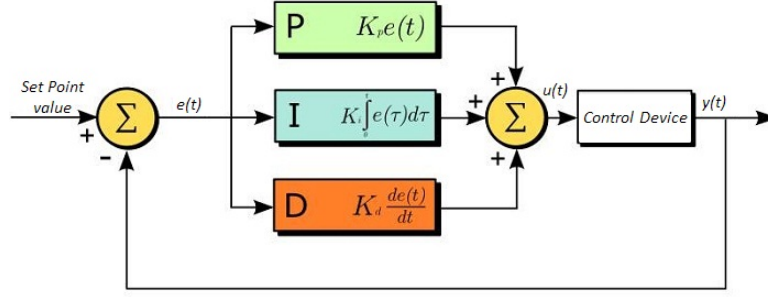 P K_p e(t)
Set Point
value
Σ
e(t)
+
-
I K_i ∫_0^t e(τ)dτ
+
+
+
Σ
u(t)
Control Device
y(t)
D K_d de(t)/dt